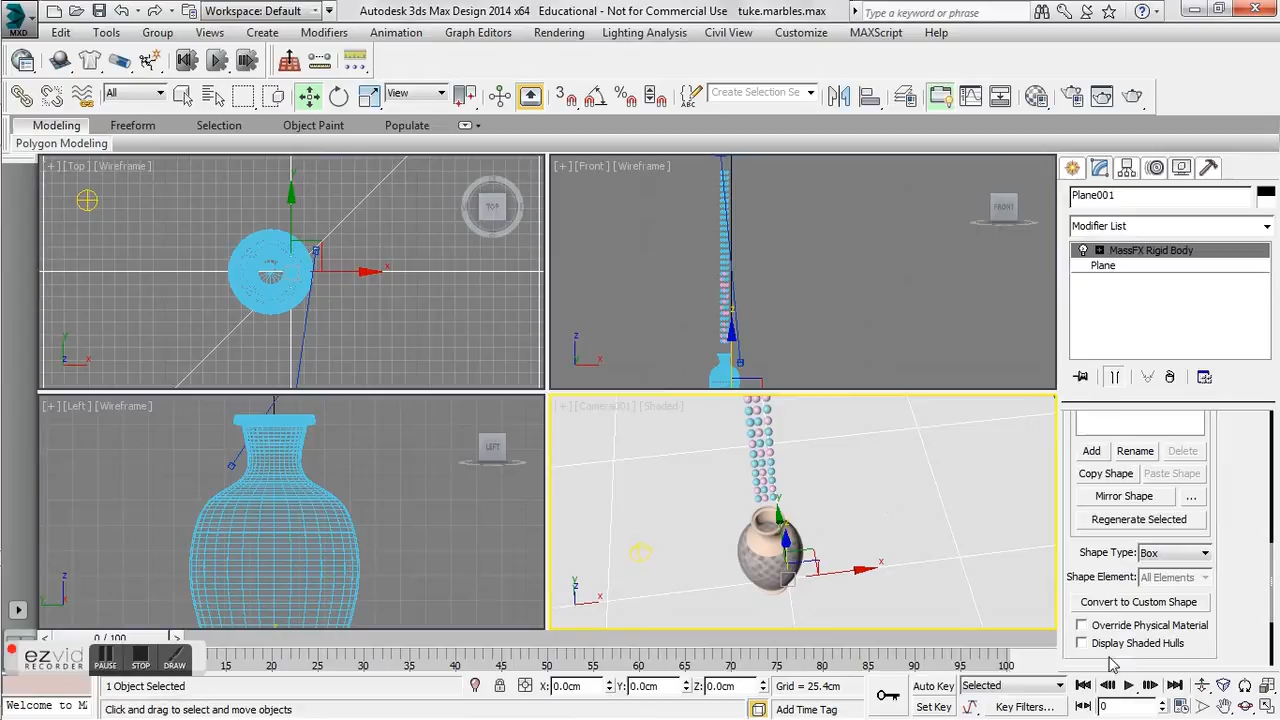 Workspace: Default
Autodesk 3ds Max Design 2014 x64 Educational - Not for Commercial Use tuke.marbles.max
Type a keyword or phrase
MXD
Edit Tools Group Views Create Modifiers Animation Graph Editors Rendering Lighting Analysis Civil View Customize MAXScript Help
All View 3 ABC Create Selection Se
Modeling Freeform Selection Object Paint Populate
Polygon Modeling
[+] [Top] [Wireframe]
TOP
x
y
z x
[+] [Front] [Wireframe]
FRONT
z
x
Plane001
Modifier List
MassFX Rigid Body
Plane
[+] [Left] [Wireframe]
LEFT
z
[+] [Camera001] [Shaded]
x
z
x
Add Rename Delete
Copy Shape Paste Shape
Mirror Shape ...
Regenerate Selected
Shape Type: Box
Shape Element: All Elements
Convert to Custom Shape
Override Physical Material
Display Shaded Hulls
0 / 100
ezvid
RECORDER
PAUSE STOP DRAW
15 20 25 30 35 40 45 50 55 60 65 70 75 80 85 90 95 100
1 Object Selected X: 0.0cm Y: 0.0cm Z: 0.0cm Grid = 25.4cm Auto Key Selected
Welcome to M Click and drag to select and move objects Add Time Tag Set Key Key Filters... 0